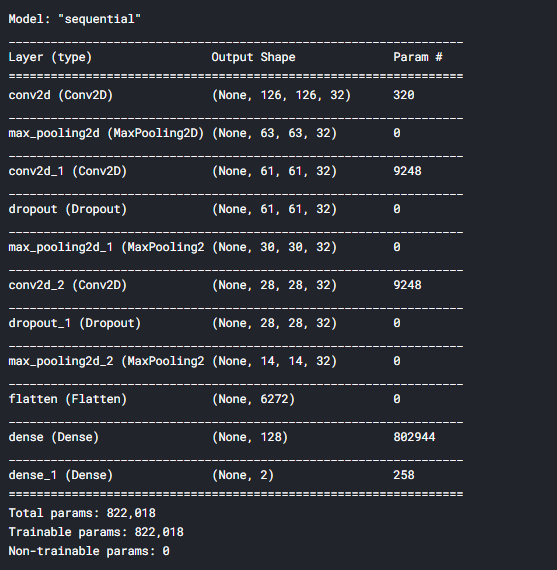 Model: "sequential"
_________________________________________________________________
Layer (type)                 Output Shape              Param #
=================================================================
conv2d (Conv2D)              (None, 126, 126, 32)      320
_________________________________________________________________
max_pooling2d (MaxPooling2D) (None, 63, 63, 32)        0
_________________________________________________________________
conv2d_1 (Conv2D)            (None, 61, 61, 32)        9248
_________________________________________________________________
dropout (Dropout)            (None, 61, 61, 32)        0
_________________________________________________________________
max_pooling2d_1 (MaxPooling2 (None, 30, 30, 32)        0
_________________________________________________________________
conv2d_2 (Conv2D)            (None, 28, 28, 32)        9248
_________________________________________________________________
dropout_1 (Dropout)          (None, 28, 28, 32)        0
_________________________________________________________________
max_pooling2d_2 (MaxPooling2 (None, 14, 14, 32)        0
_________________________________________________________________
flatten (Flatten)            (None, 6272)              0
_________________________________________________________________
dense (Dense)                (None, 128)               802944
_________________________________________________________________
dense_1 (Dense)              (None, 2)                 258
=================================================================
Total params: 822,018
Trainable params: 822,018
Non-trainable params: 0